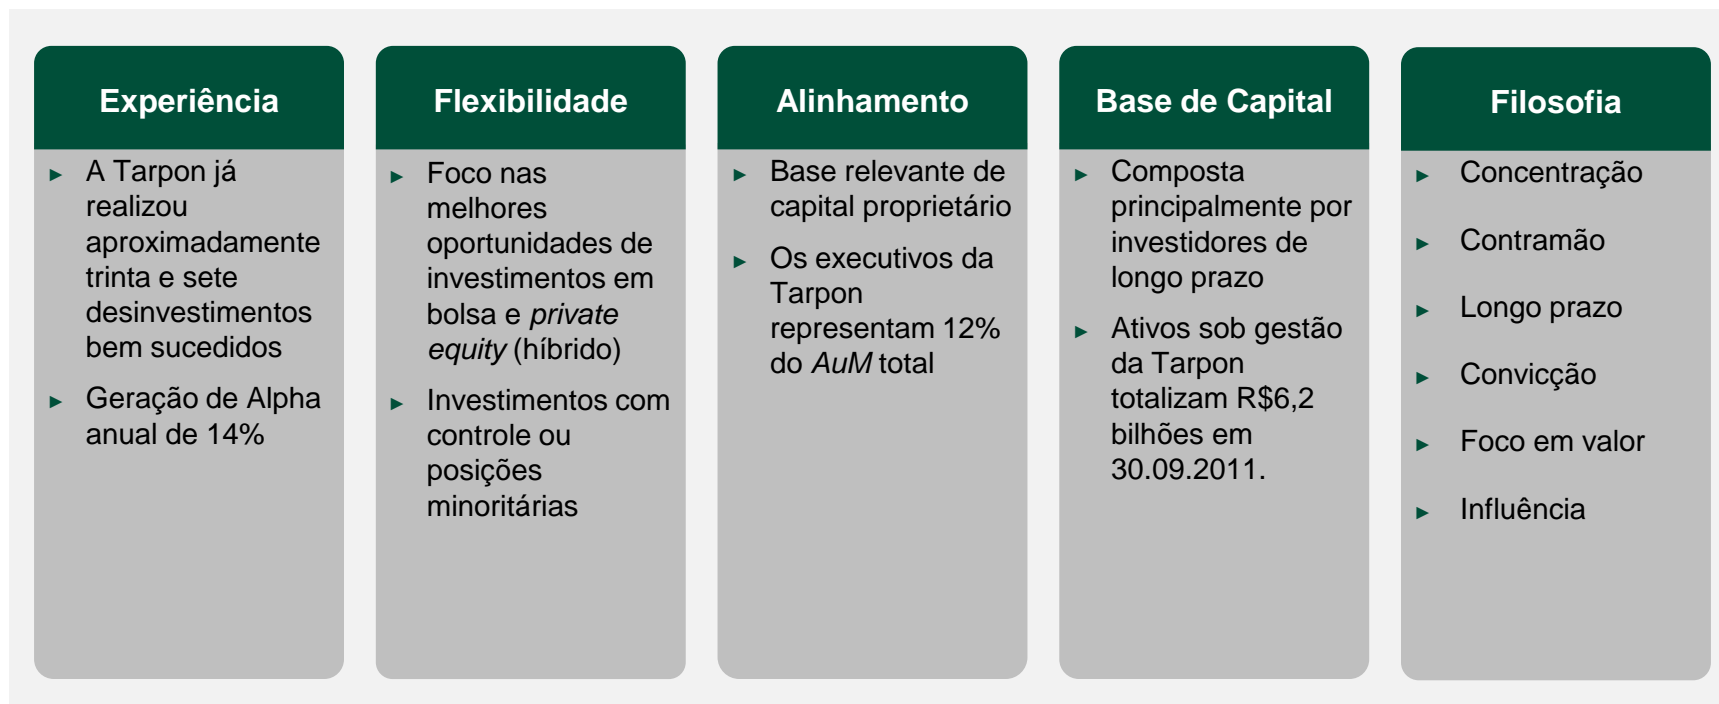 Experiência
► A Tarpon já
realizou
aproximadamente
trinta e sete
desinvestimentos
bem sucedidos
► Geração de Alpha
anual de 14%
Flexibilidade
► Foco nas
melhores
oportunidades de
investimentos em
bolsa e private
equity (híbrido)
► Investimentos com
controle ou
posições
minoritárias
Alinhamento
► Base relevante de
capital proprietário
► Os executivos da
Tarpon
representam 12%
do AuM total
Base de Capital
► Composta
principalmente por
investidores de
longo prazo
► Ativos sob gestão
da Tarpon
totalizam R$6,2
bilhões em
30.09.2011.
Filosofia
► Concentração
► Contramão
► Longo prazo
► Convicção
► Foco em valor
► Influência